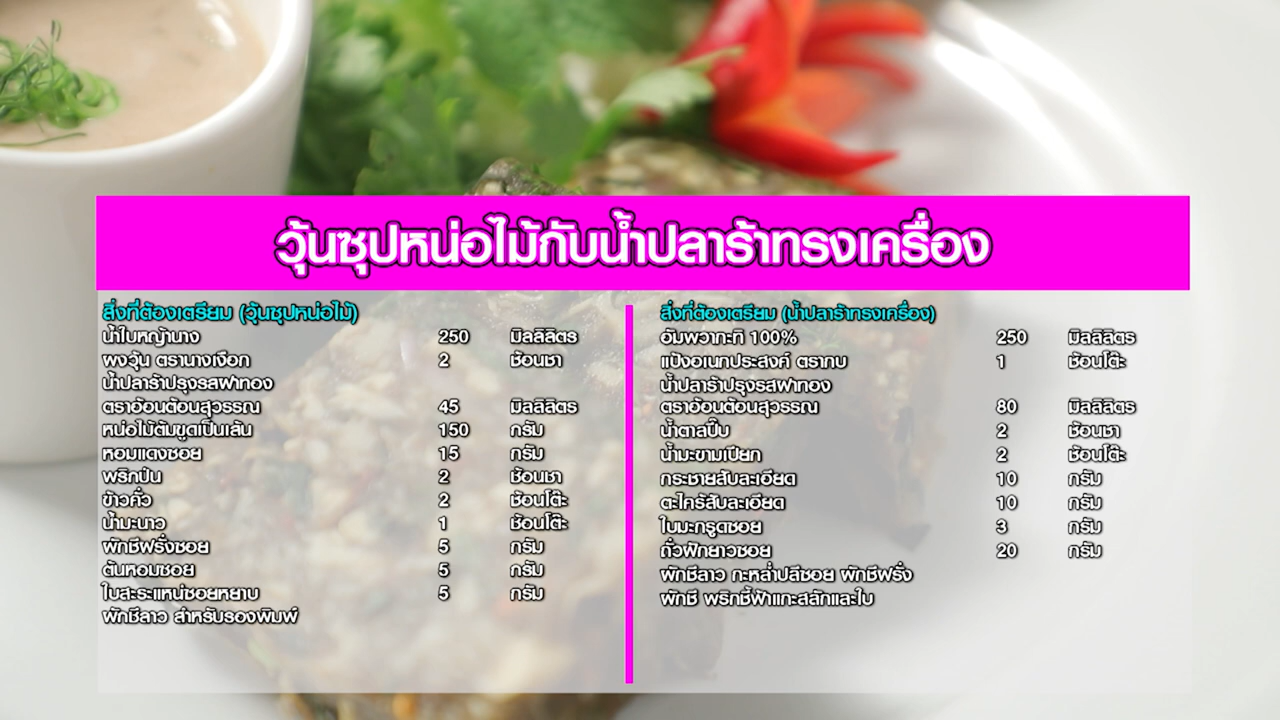 วุ้นซุปหน่อไม้กับน้ำปลาร้าทรงเครื่อง
สิ่งที่ต้องเตรียม (วุ้นซุปหน่อไม้)
น้ำใบหญ้านาง 250 มิลลิลิตร
ผงวุ้น ตรานางเงือก 2 ช้อนชา
น้ำปลาร้าปรุงรสฝาทอง
ตราอ้อนต้อนสุวรรณ 45 มิลลิลิตร
หน่อไม้ต้มขูดเป็นเส้น 150 กรัม
หอมแดงซอย 15 กรัม
พริกป่น 2 ช้อนชา
ข้าวคั่ว 2 ช้อนโต๊ะ
น้ำมะนาว 1 ช้อนโต๊ะ
ผักชีฝรั่งซอย 5 กรัม
ต้นหอมซอย 5 กรัม
ใบสะระแหน่ซอยหยาบ 5 กรัม
ผักชีลาว สำหรับรองพิมพ์
สิ่งที่ต้องเตรียม (น้ำปลาร้าทรงเครื่อง)
อัมพวากะทิ 100% 250 มิลลิลิตร
แป้งอเนกประสงค์ ตรากบ 1 ช้อนโต๊ะ
น้ำปลาร้าปรุงรสฝาทอง
ตราอ้อนต้อนสุวรรณ 80 มิลลิลิตร
น้ำตาลปี๊บ 2 ช้อนชา
น้ำมะขามเปียก 2 ช้อนโต๊ะ
กระชายสับละเอียด 10 กรัม
ตะไคร้สับละเอียด 10 กรัม
ใบมะกรูดซอย 3 กรัม
ถั่วฝักยาวซอย 20 กรัม
ผักชีลาว กะหล่ำปลีซอย ผักชีฝรั่ง
ผักชี พริกชี้ฟ้าแกะสลักและใบ